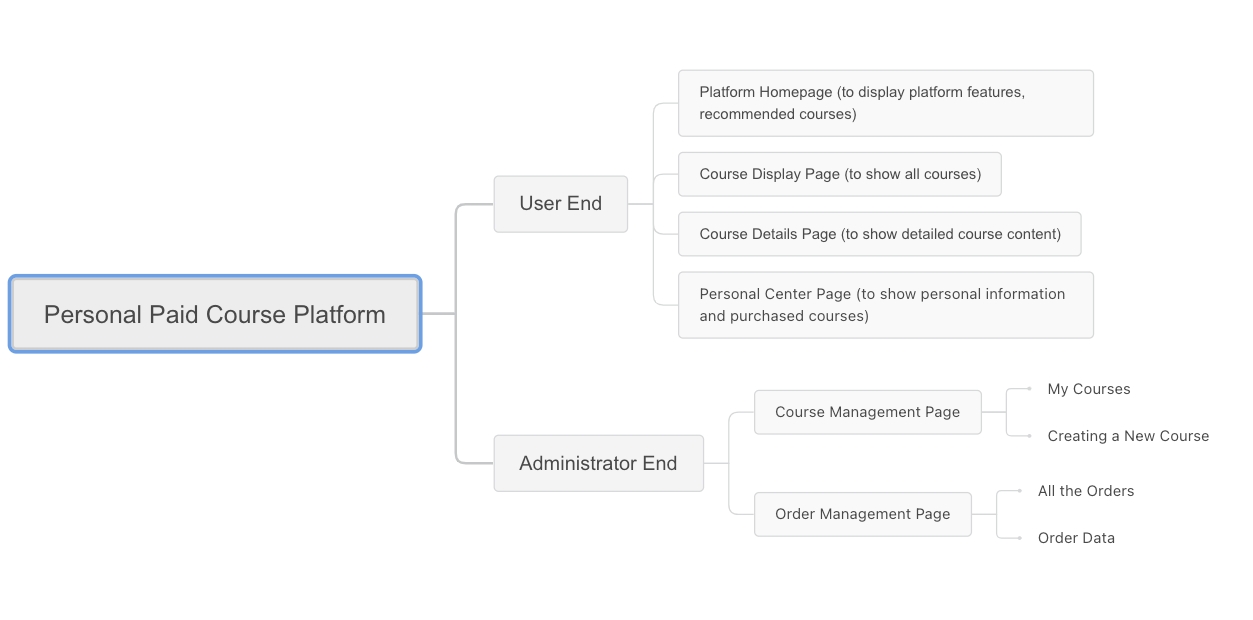 Personal Paid Course Platform
User End
Platform Homepage (to display platform features,
recommended courses)
Course Display Page (to show all courses)
Course Details Page (to show detailed course content)
Personal Center Page (to show personal information
and purchased courses)
Administrator End
Course Management Page
My Courses
Creating a New Course
Order Management Page
All the Orders
Order Data